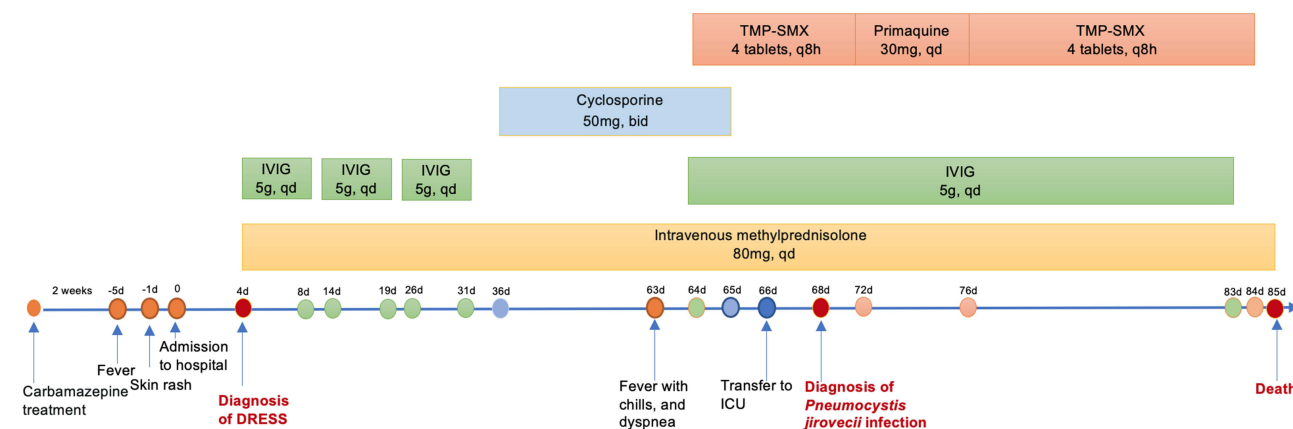 TMP-SMX
4 tablets, q8h
Primaquine
30mg, qd
TMP-SMX
4 tablets, q8h
Cyclosporine
50mg, bid
IVIG
5g, qd
IVIG
5g, qd
IVIG
5g, qd
IVIG
5g, qd
Intravenous methylprednisolone
80mg, qd
2 weeks -5d -1d 0 4d 8d 14d 19d 26d 31d 36d 63d 64d 65d 66d 68d 72d 76d 83d 84d 85d
Carbamazepine
treatment
Fever
Skin rash
Admission
to hospital
Diagnosis
of DRESS
Fever with
chills, and
dyspnea
Transfer to
ICU
Diagnosis of
Pneumocystis
jirovecii infection
Death